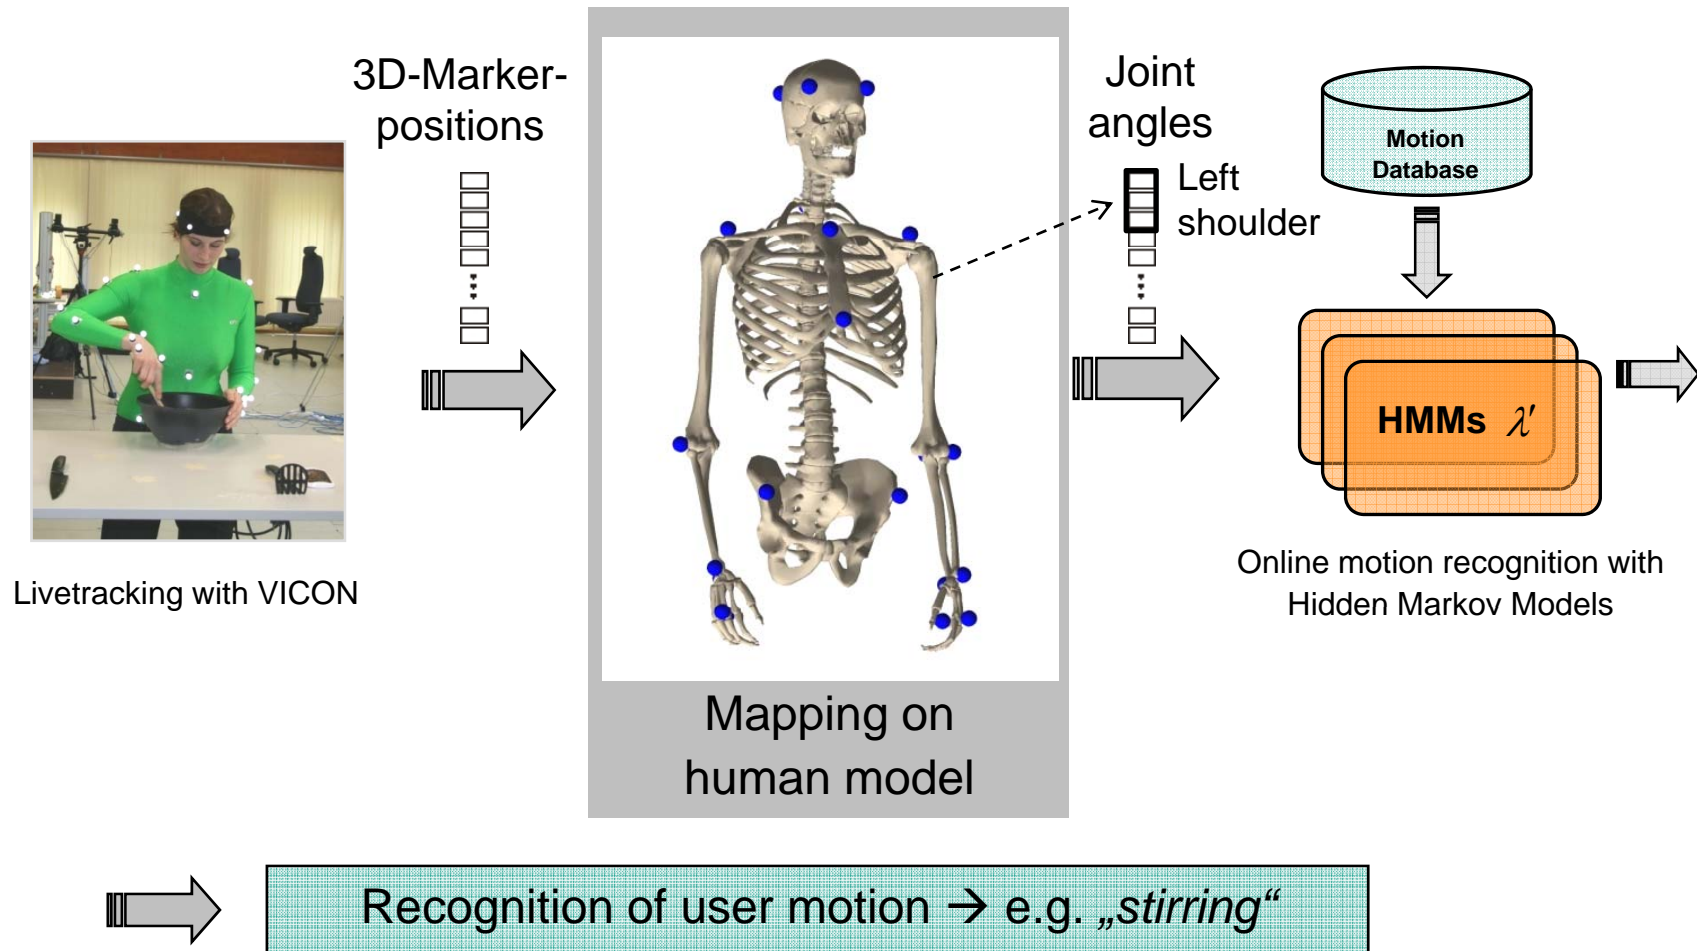 3D-Marker-
positions
Joint
angles
Left
shoulder
Motion
Database
HMMs λ'
Livetracking with VICON
Online motion recognition with
Hidden Markov Models
Mapping on
human model
Recognition of user motion → e.g. „stirring“